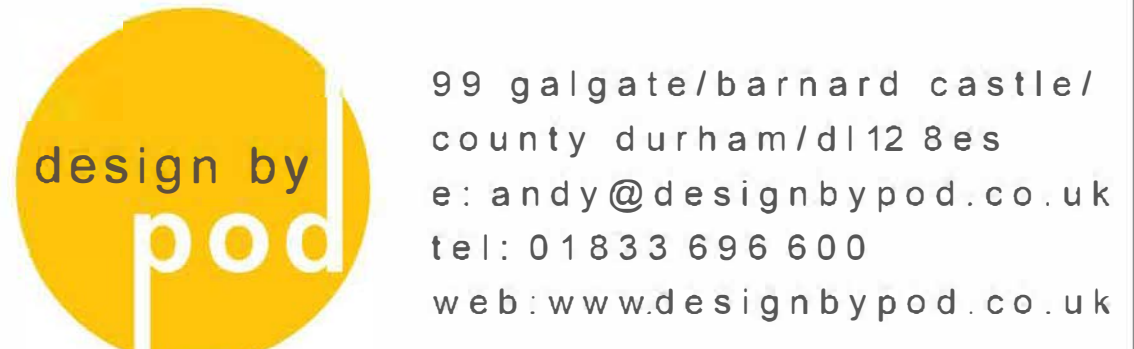 design by
pod
99 galgate/barnard castle/
county durham/dl12 8es
e: andy@designbypod.co.uk
tel: 01833 696 600
web:www.designbypod.co.uk